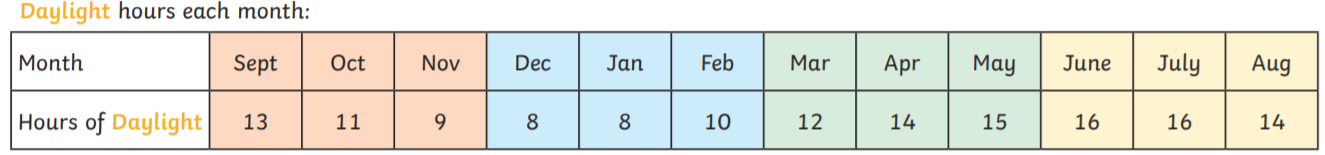 Daylight hours each month:
Month Sept Oct Nov Dec Jan Feb Mar Apr May June July Aug
Hours of Daylight 13 11 9 8 8 10 12 14 15 16 16 14